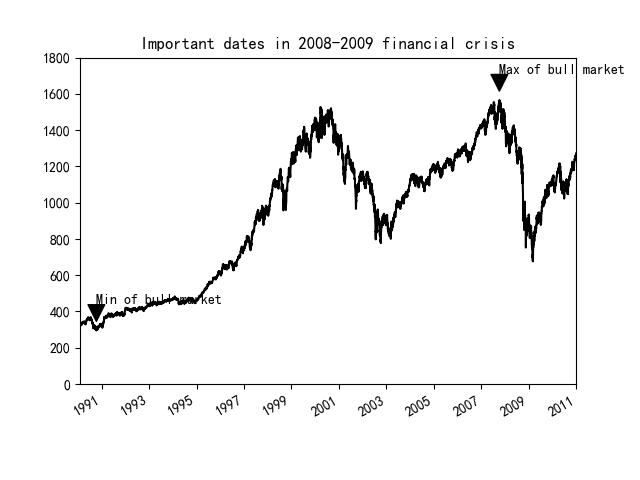 Important dates in 2008-2009 financial crisis
1800
Max of bull market
1600
1400
1200
1000
800
600
Min of bull market
400
200
0
1991 1993 1995 1997 1999 2001 2003 2005 2007 2009 2011